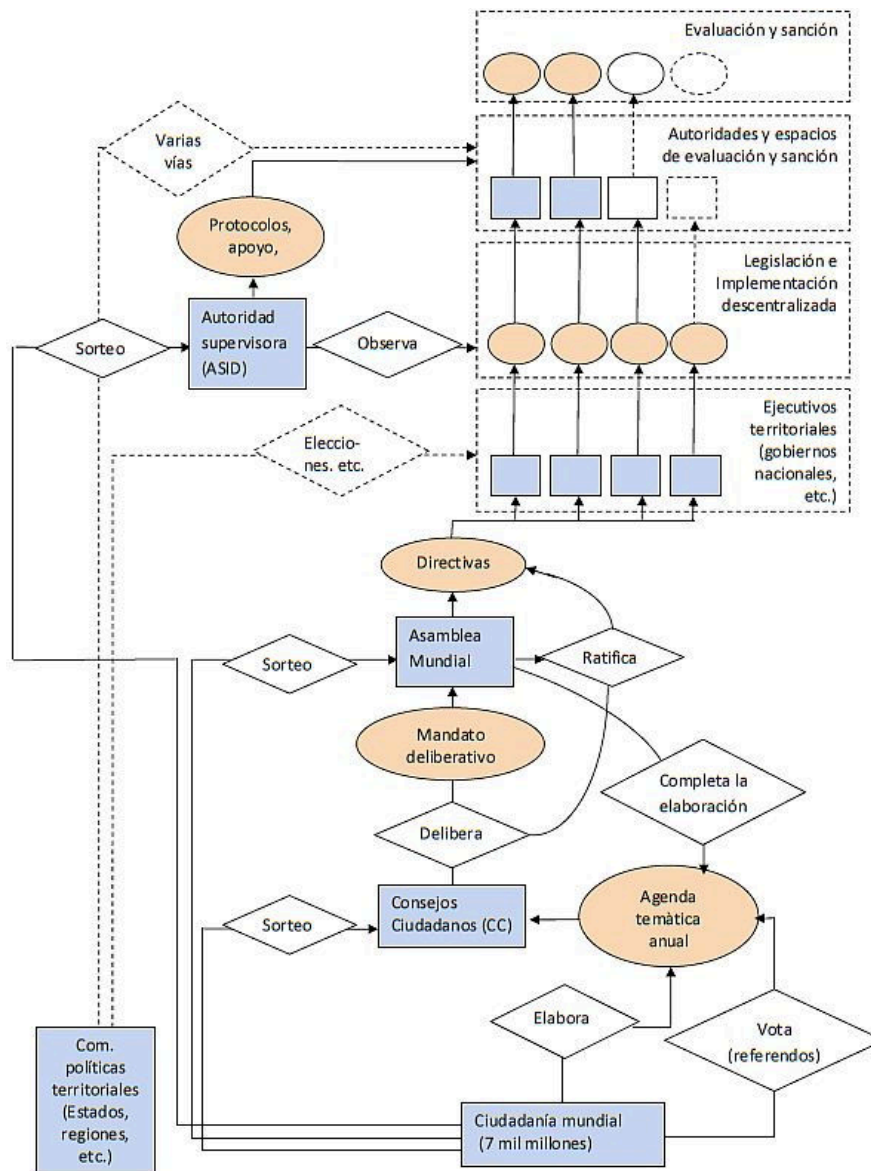 Evaluación y sanción
Autoridades y espacios
de evaluación y sanción
Varias
vías
Protocolos,
apoyo,
Legislación e
Implementación
descentralizada
Sorteo
Autoridad
supervisora
(ASID)
Observa
Ejecutivos
territoriales
(gobiernos
nacionales,
etc.)
Eleccio-
nes. etc.
Directivas
Sorteo
Asamblea
Mundial
Ratifica
Mandato
deliberativo
Completa la
elaboración
Delibera
Sorteo
Consejos
Ciudadanos (CC)
Agenda
temàtica
anual
Elabora
Vota
(referendos)
Com.
políticas
territoriales
(Estados,
regiones,
etc.)
Ciudadanía mundial
(7 mil millones)